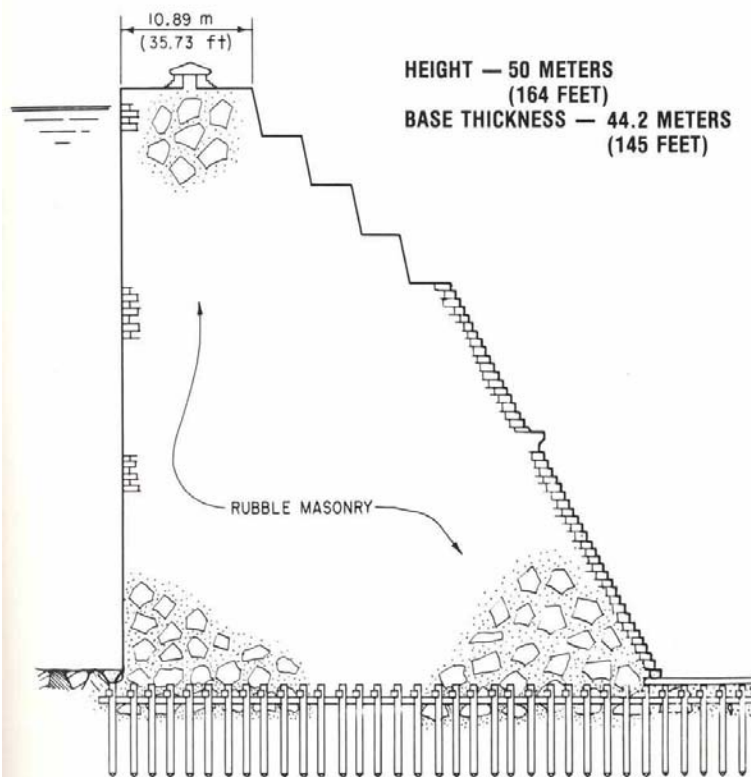 10.89 m
(35.73 ft)
HEIGHT — 50 METERS
(164 FEET)
BASE THICKNESS — 44.2 METERS
(145 FEET)
RUBBLE MASONRY